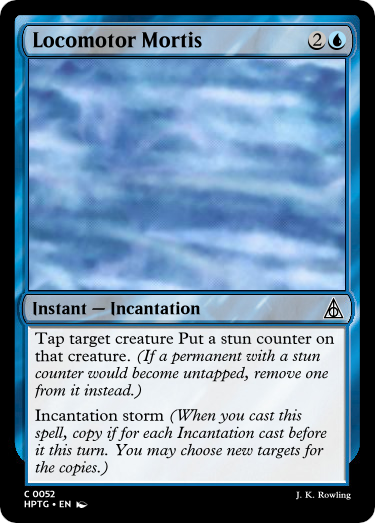 Locomotor Mortis 2
Instant — Incantation
Tap target creature Put a stun counter on
that creature. (If a permanent with a stun
counter would become untapped, remove one
from it instead.)
Incantation storm (When you cast this
spell, copy if for each Incantation cast before
it this turn. You may choose new targets for
the copies.)
C 0052
HPTG • EN J. K. Rowling